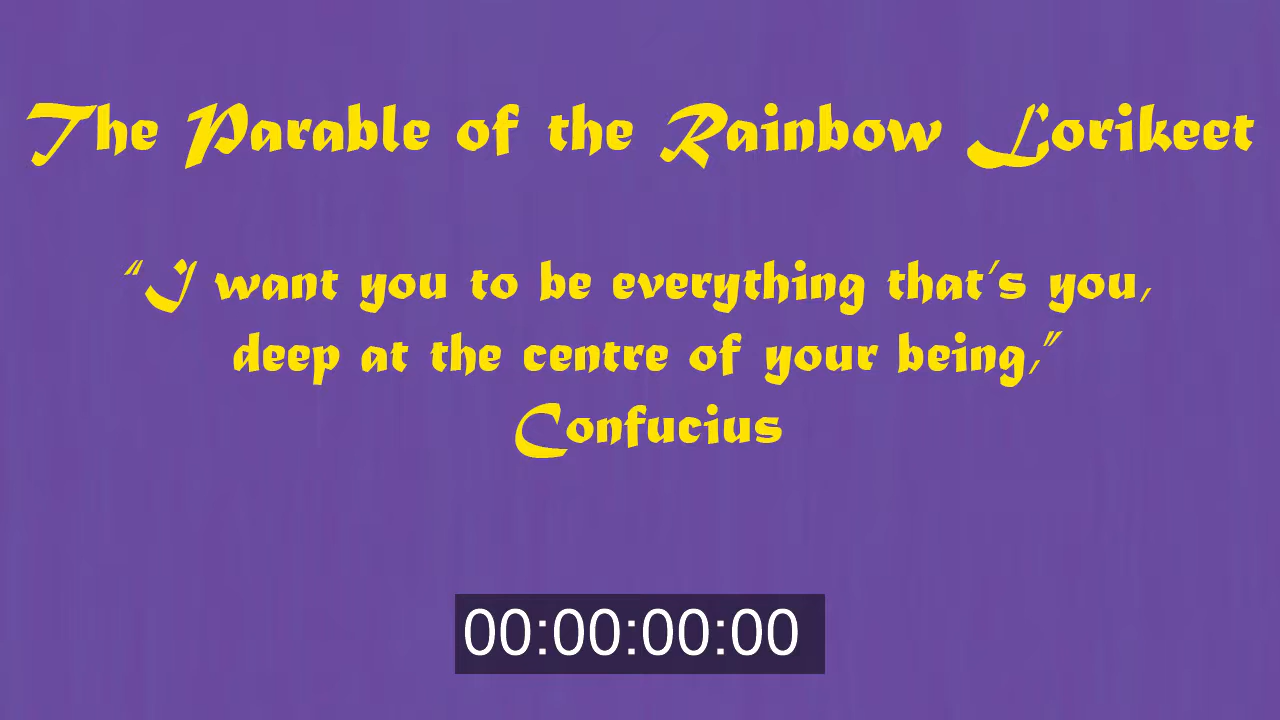 The Parable of the Rainbow Lorikeet
“I want you to be everything that’s you,
deep at the centre of your being,”
Confucius
00:00:00:00